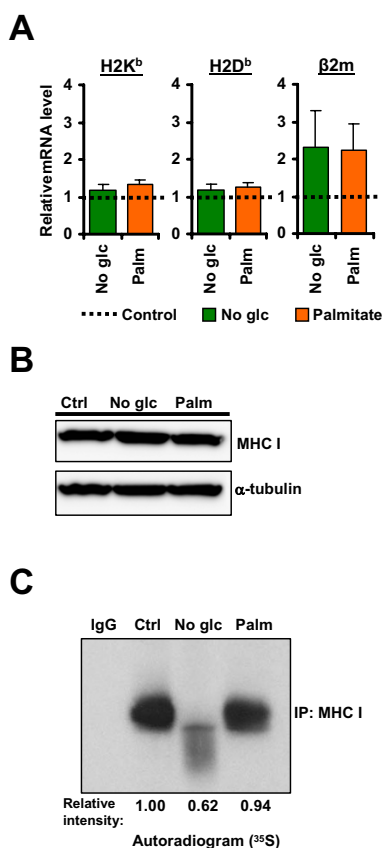 A
H2Kᵇ H2Dᵇ β2m
Relative mRNA level
4 4 4
3 3 3
2 2 2
1 1 1
0 0 0
No glc Palm No glc Palm No glc Palm
Control No glc Palmitate
B
Ctrl No glc Palm
MHC I
α-tubulin
C
IgG Ctrl No glc Palm
IP: MHC I
Relative intensity: 1.00 0.62 0.94
Autoradiogram (³⁵S)